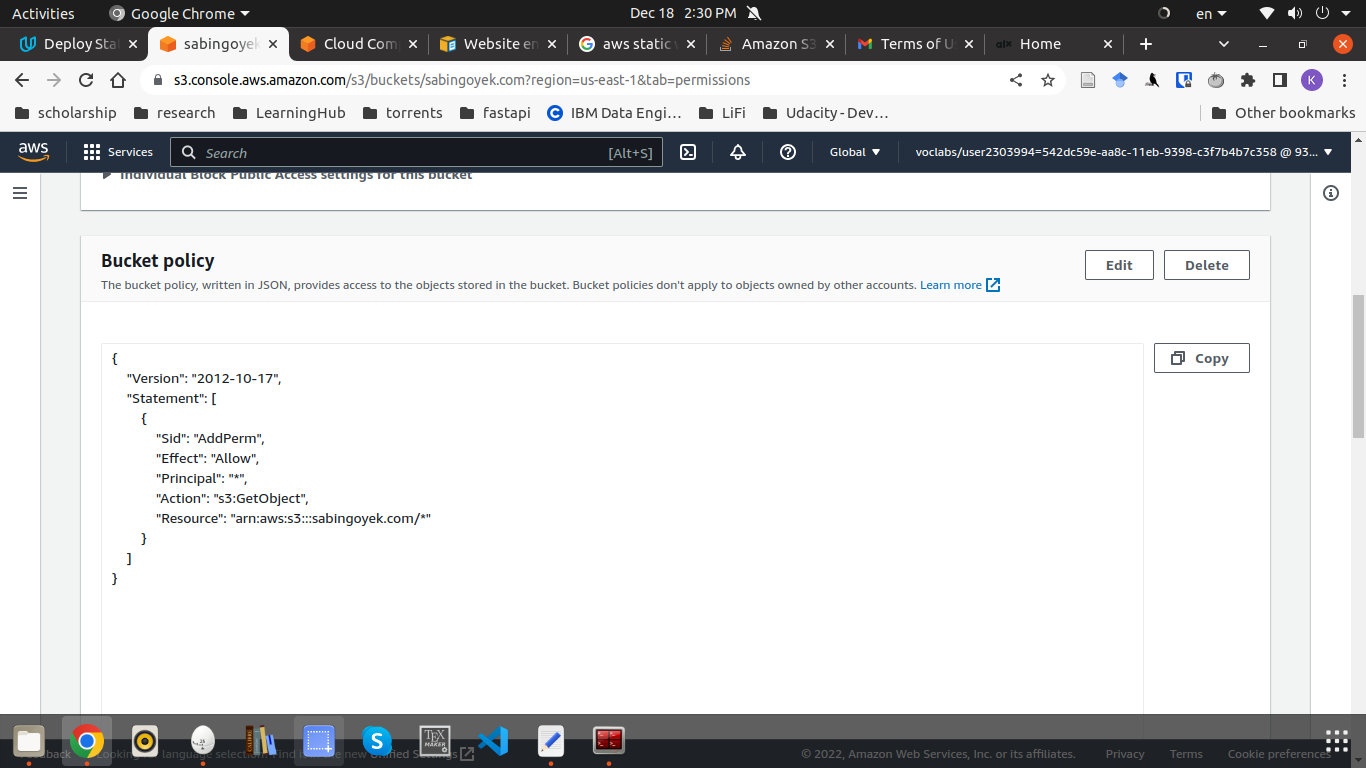 Activities Google Chrome Dec 18 2:30 PM en
Deploy Sta sabingoyek Cloud Com Website en aws static v Amazon S3 Terms of U Home
s3.console.aws.amazon.com/s3/buckets/sabingoyek.com?region=us-east-1&tab=permissions K
scholarship research LearningHub torrents fastapi IBM Data Engi... LiFi Udacity - Dev... Other bookmarks
aws Services Search [Alt+S] Global voclabs/user2303994=542dc59e-aa8c-11eb-9398-c3f7b4b7c358 @ 93...
Individual Block Public Access settings for this bucket
Bucket policy Edit Delete
The bucket policy, written in JSON, provides access to the objects stored in the bucket. Bucket policies don't apply to objects owned by other accounts. Learn more
Copy
{
"Version": "2012-10-17",
"Statement": [
{
"Sid": "AddPerm",
"Effect": "Allow",
"Principal": "*",
"Action": "s3:GetObject",
"Resource": "arn:aws:s3:::sabingoyek.com/*"
}
]
}
language selection? Find new Unified Settings © 2022, Amazon Web Services, Inc. or its affiliates. Privacy Terms Cookie preferences